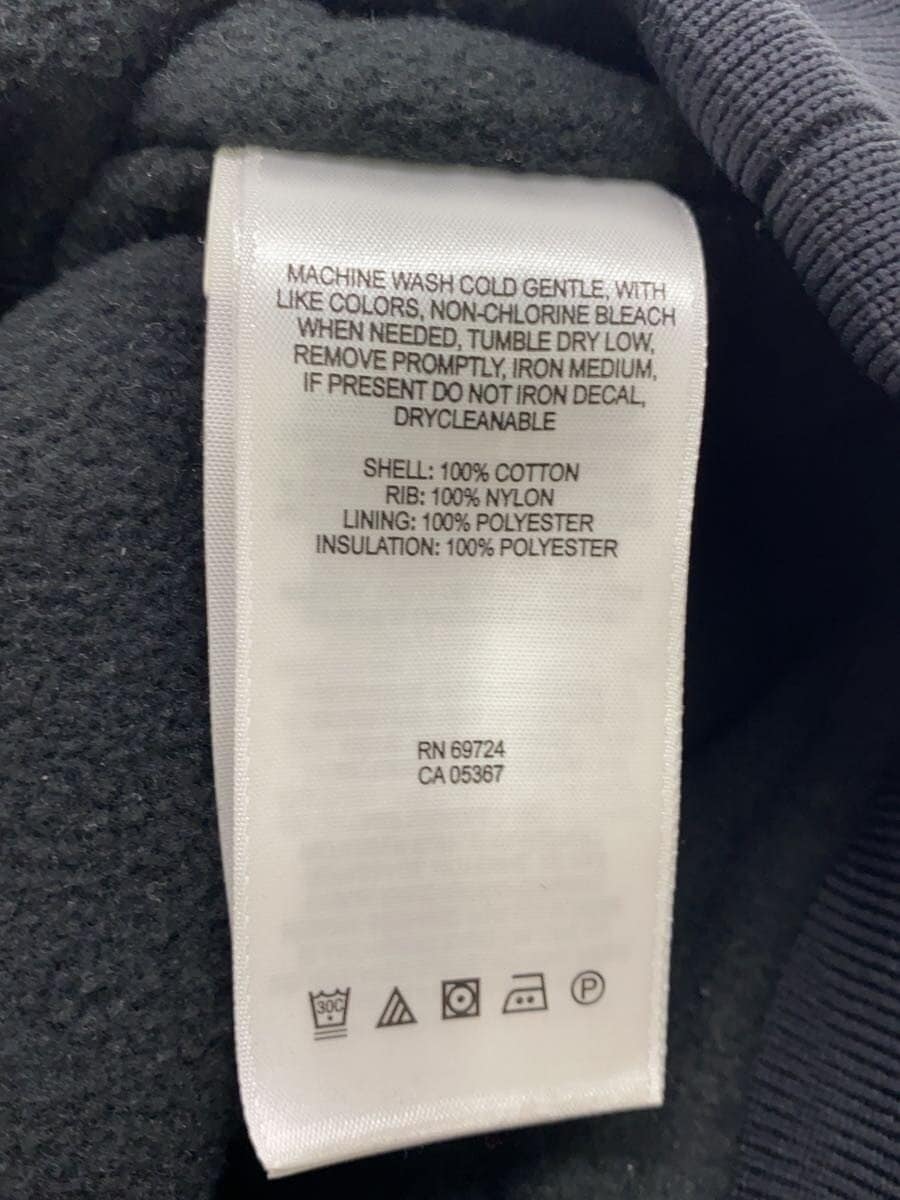 MACHINE WASH COLD GENTLE, WITH
LIKE COLORS, NON-CHLORINE BLEACH
WHEN NEEDED, TUMBLE DRY LOW,
REMOVE PROMPTLY, IRON MEDIUM,
IF PRESENT DO NOT IRON DECAL,
DRYCLEANABLE
SHELL: 100% COTTON
RIB: 100% NYLON
LINING: 100% POLYESTER
INSULATION: 100% POLYESTER
RN 69724
CA 05367
30C P